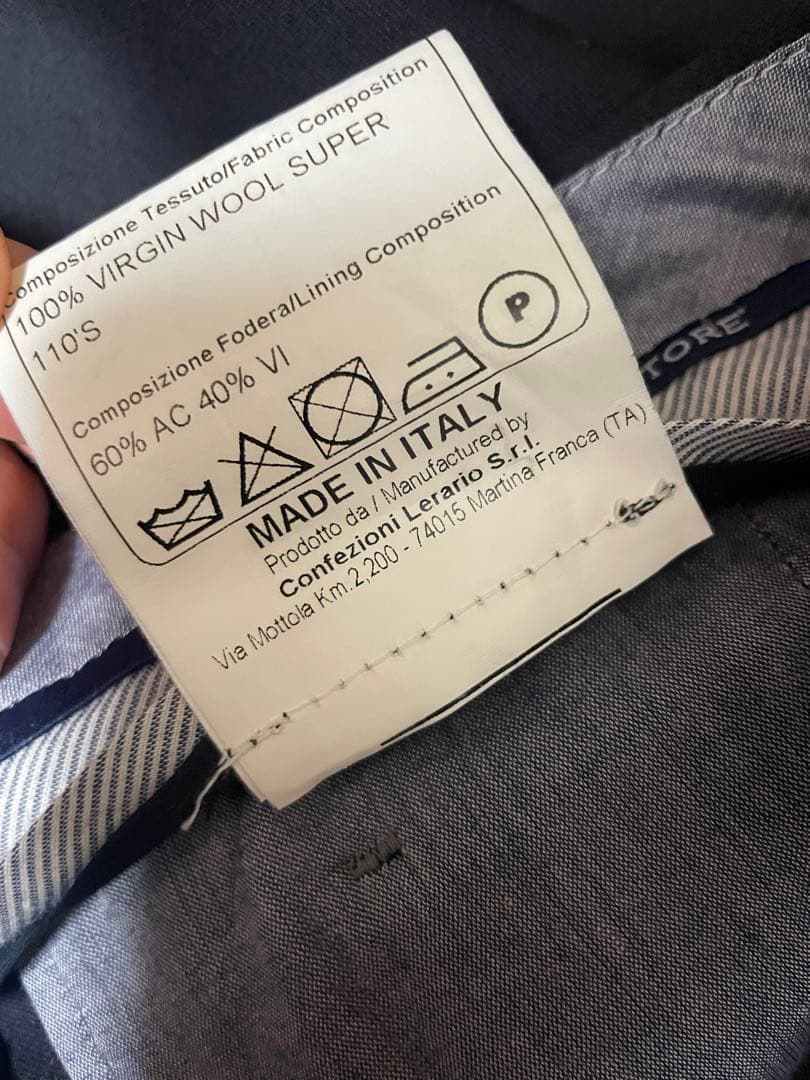 Composizione Tessuto/Fabric Composition
100% VIRGIN WOOL SUPER
110'S
Composizione Fodera/Lining Composition
60% AC 40% VI
P
MADE IN ITALY
Prodotto da / Manufactured by
Confezioni Lerario S.r.l.
Via Mottola Km.2,200 - 74015 Martina Franca (TA)
TORE